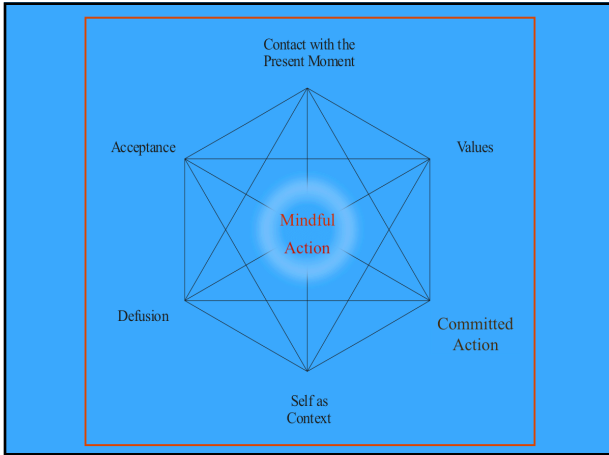 Contact with the
Present Moment
Acceptance
Values
Mindful
Action
Defusion
Committed
Action
Self as
Context